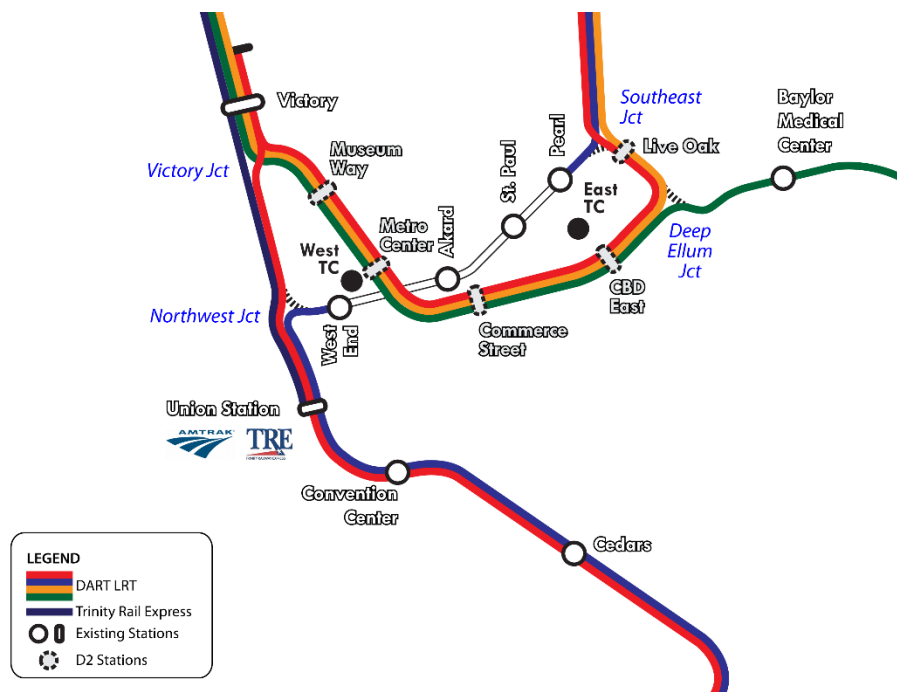 Victory
Southeast
Jct
Baylor
Medical
Center
Pearl
Live Oak
Museum
Way
Victory Jct
St. Paul
East
TC
Metro
Center
Akard
West
TC
Deep
Ellum
Jct
CBD
East
Northwest Jct
West
End
Commerce
Street
Union Station
AMTRAK
TRE
Convention
Center
Cedars
LEGEND
DART LRT
Trinity Rail Express
Existing Stations
D2 Stations